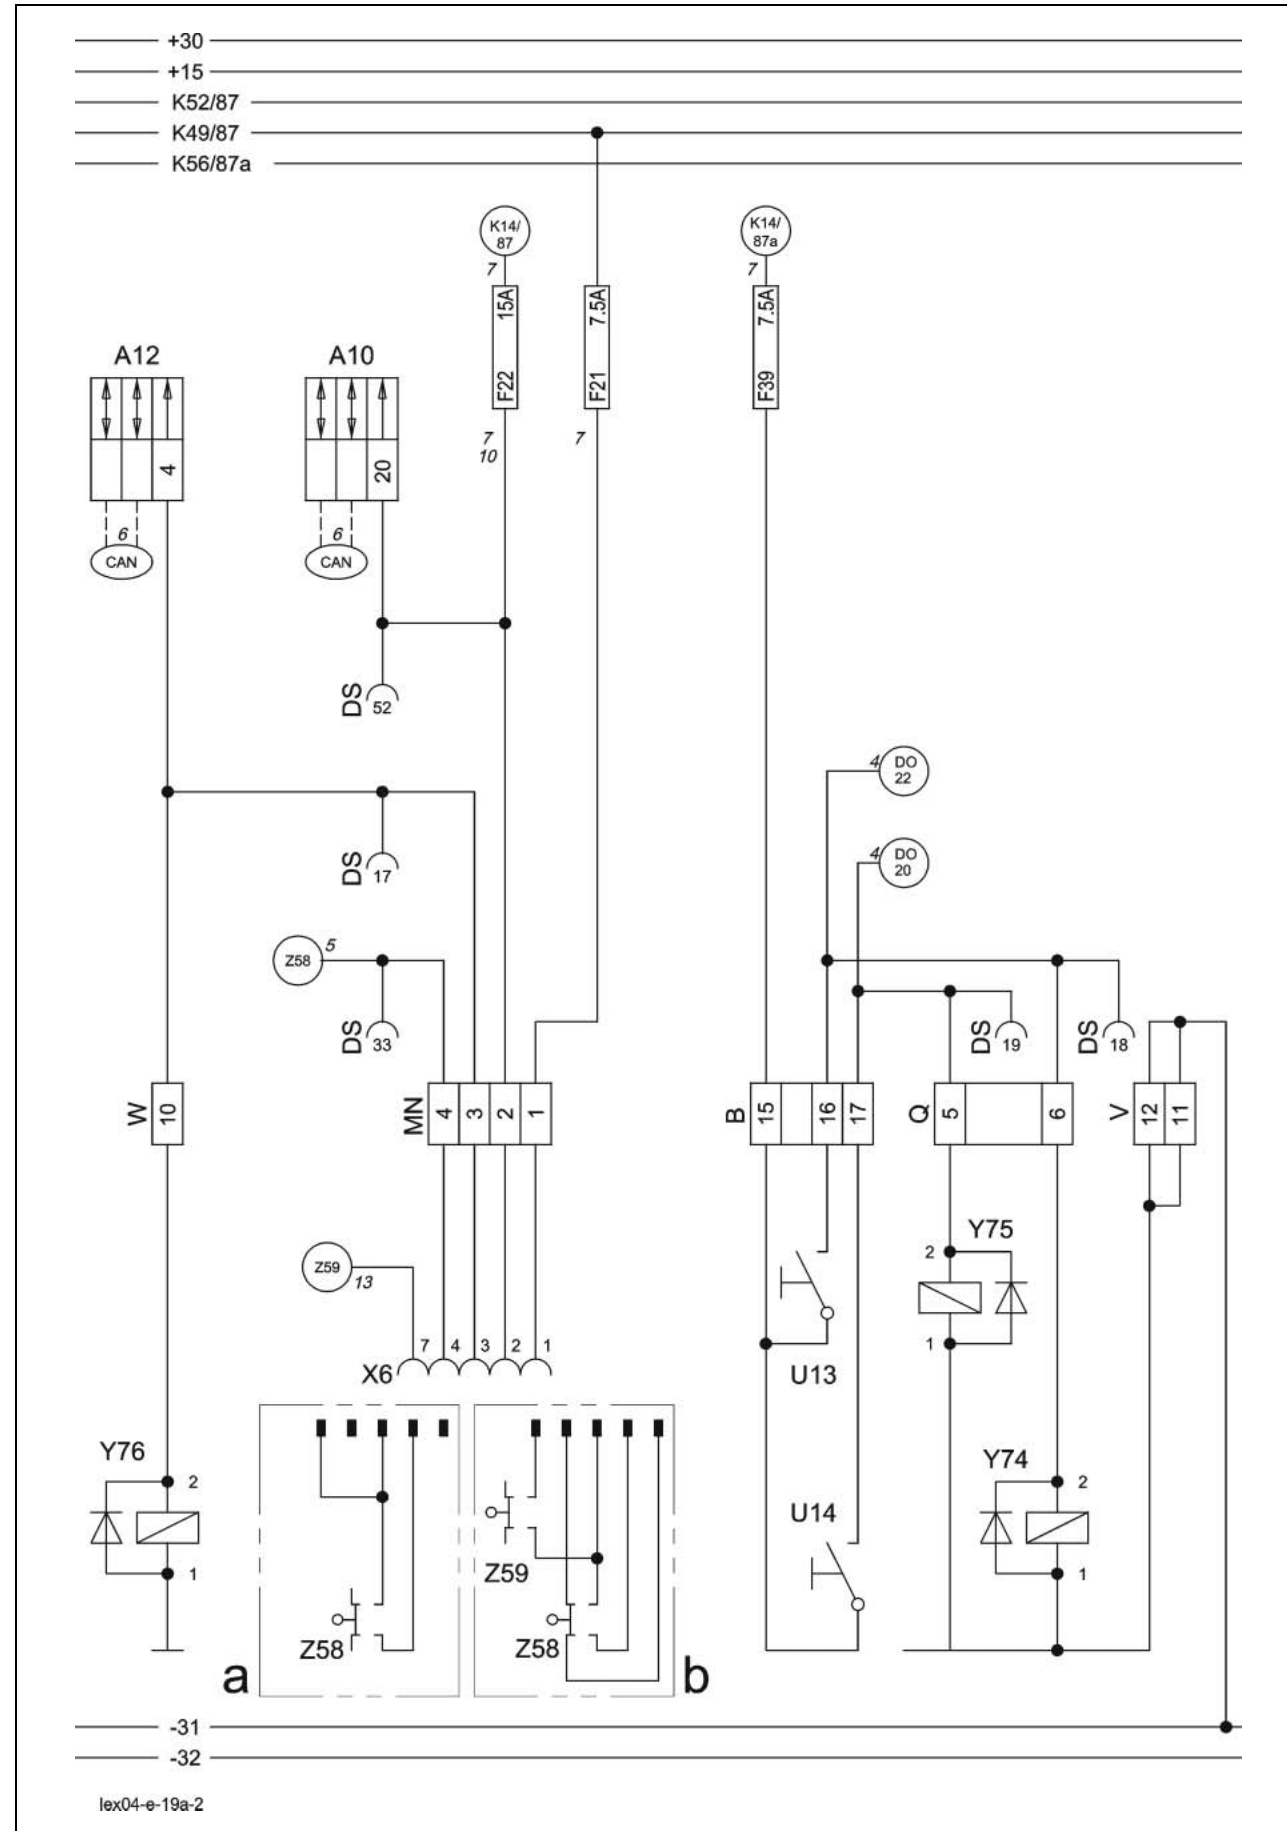 +30
+15
K52/87
K49/87
K56/87a
K14/
87
K14/
87a
7
7
15A
F22
7.5A
F21
7.5A
F39
A12
A10
7
10
7
4
20
6
CAN
6
CAN
DS
52
4
DO
22
DS
17
4
DO
20
Z58
5
DS
33
DS
19
DS
18
W
10
MN
4
3
2
1
B
15
16
17
Q
5
6
V
12
11
Z59
13
Y75
2
1
X6
7
4
3
2
1
U13
Y76
2
1
Y74
2
1
U14
Z59
Z58
Z58
a
b
-31
-32
lex04-e-19a-2